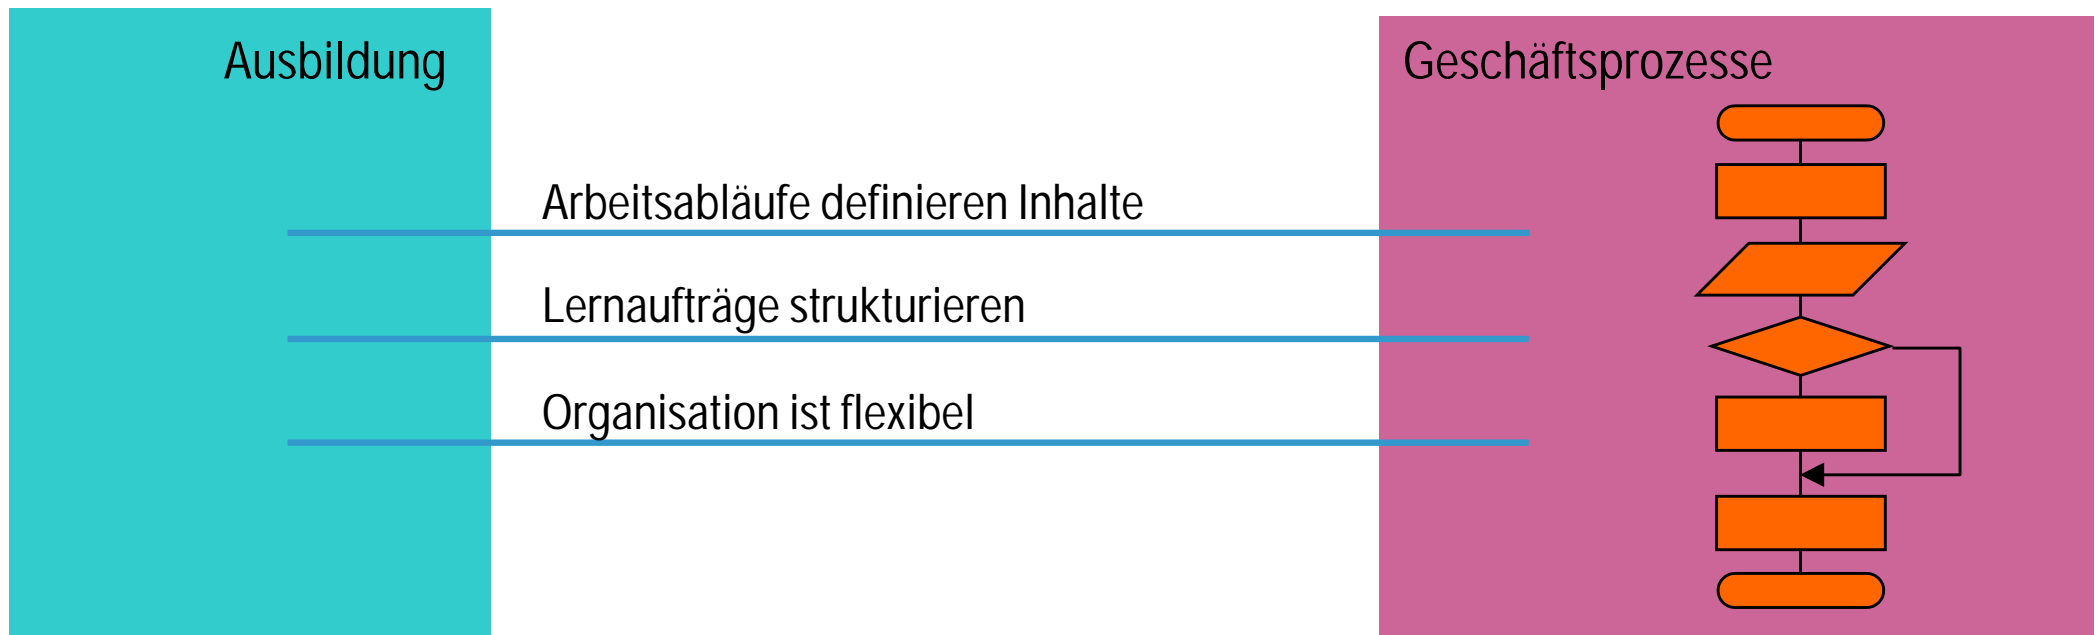 Ausbildung
Geschäftsprozesse
Arbeitsabläufe definieren Inhalte
Lernaufträge strukturieren
Organisation ist flexibel